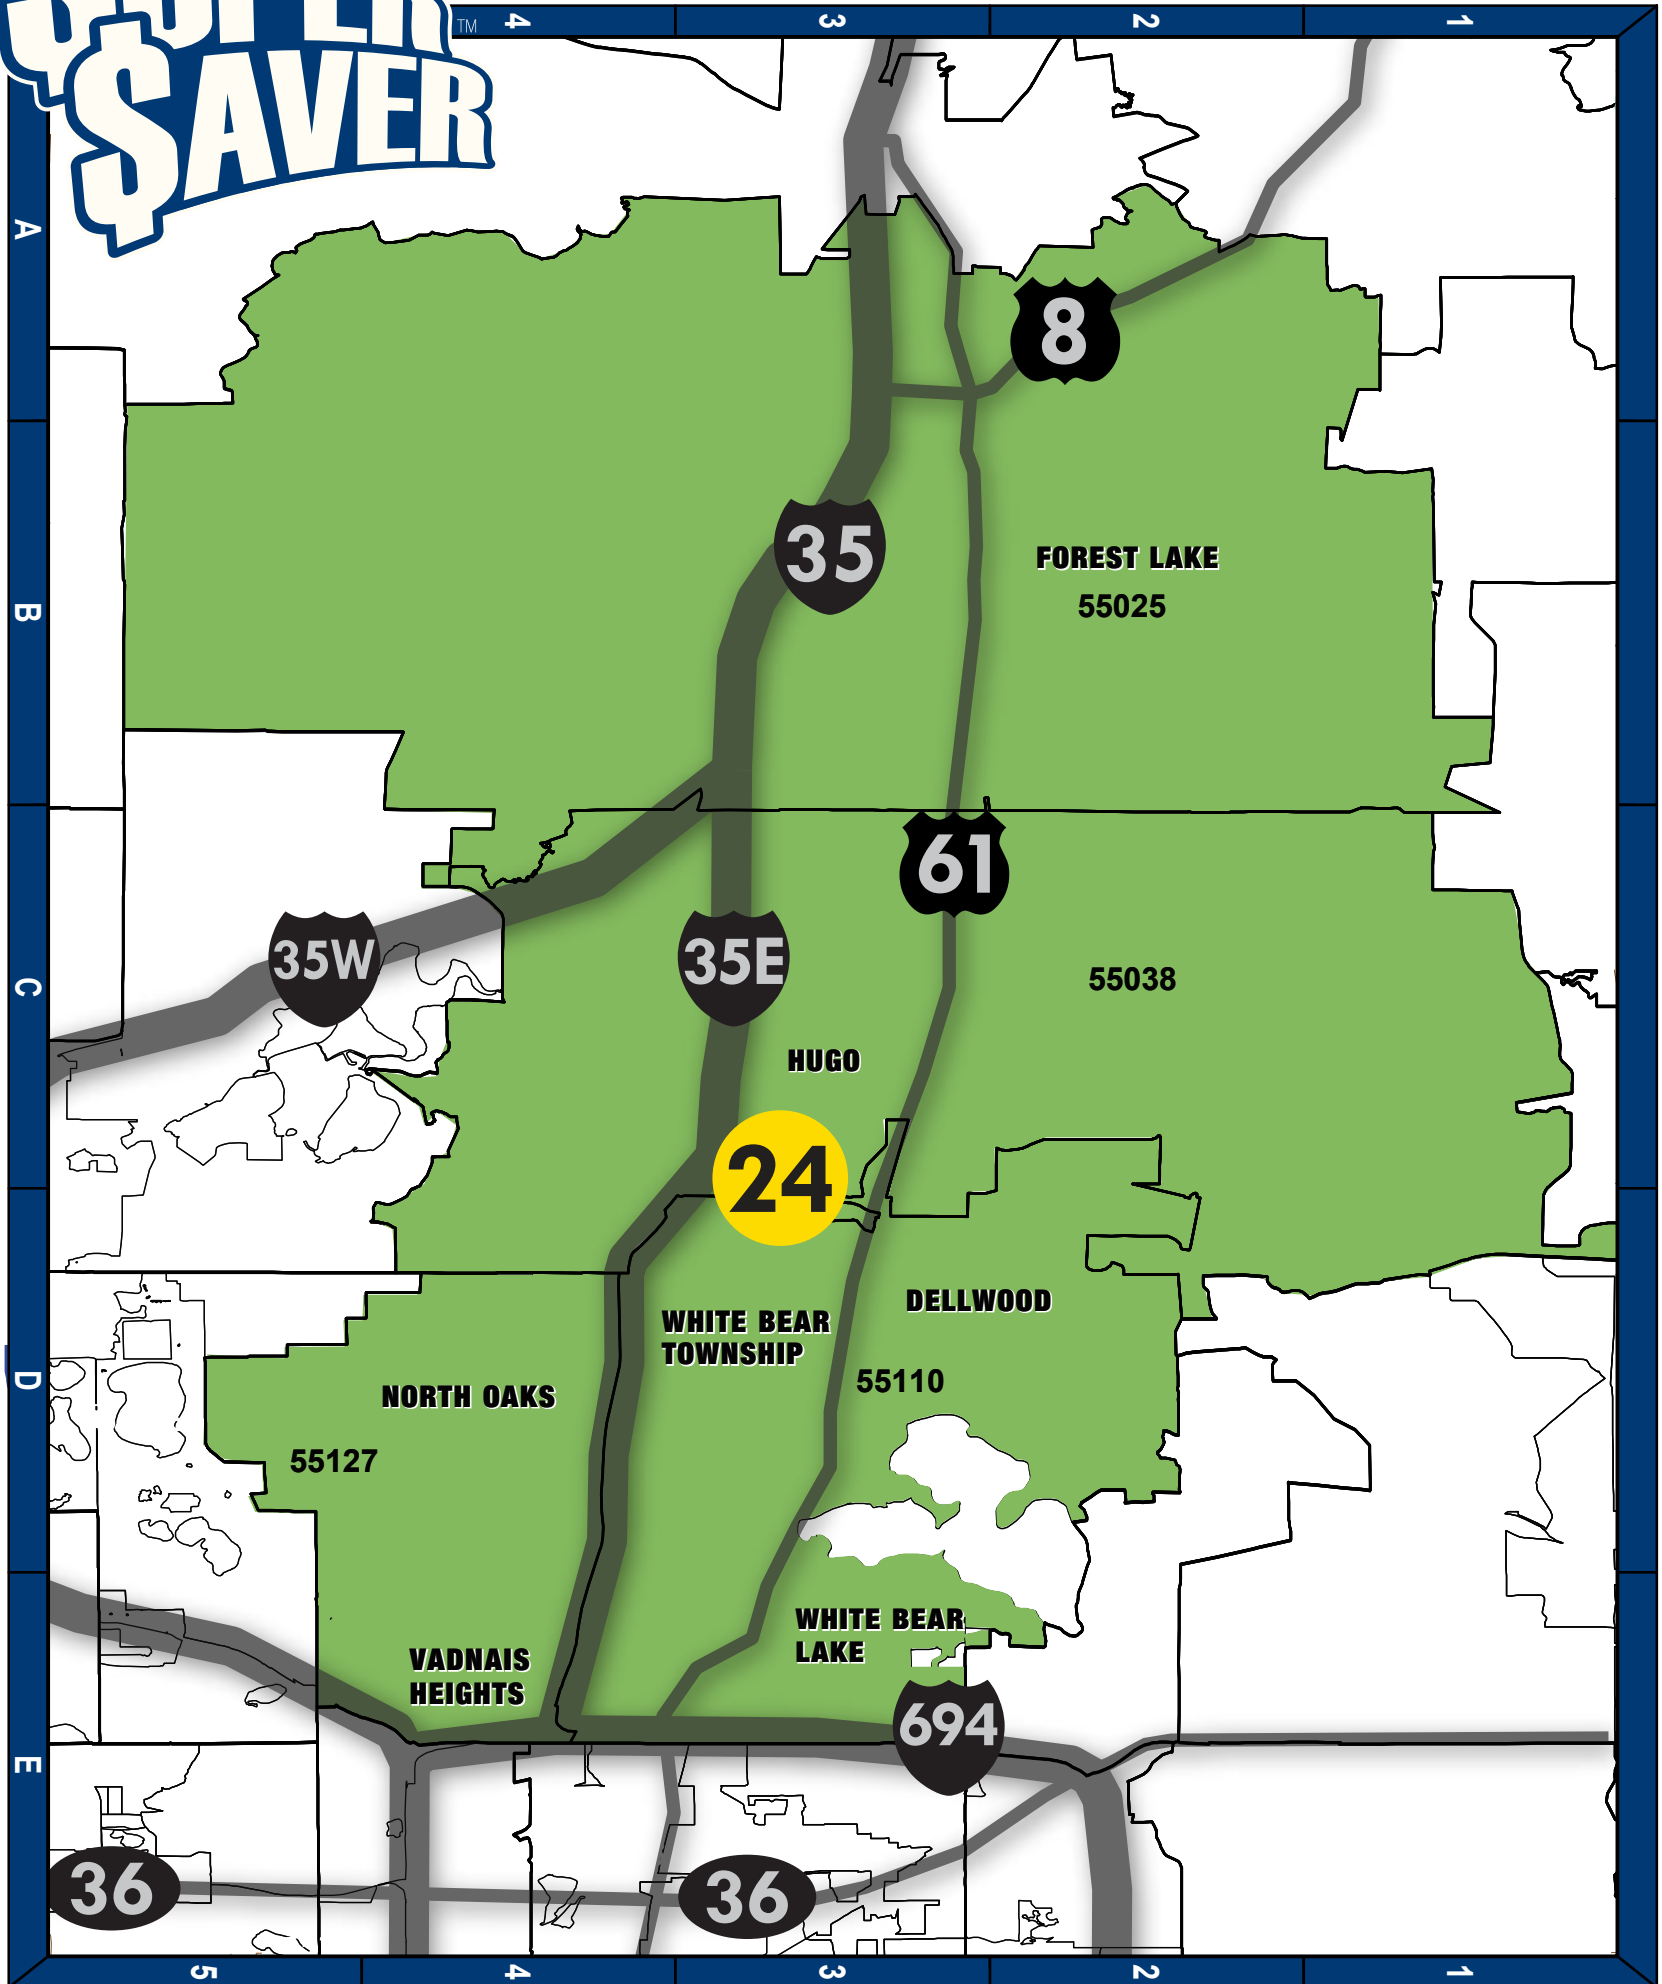 SUPER
$AVER
TM
4
3
2
1
A
8
35
FOREST LAKE
55025
B
61
35W
35E
55038
C
HUGO
24
DELLWOOD
WHITE BEAR
TOWNSHIP
55110
D
NORTH OAKS
55127
WHITE BEAR
LAKE
VADNAIS
HEIGHTS
694
E
36
36
5
4
3
2
1